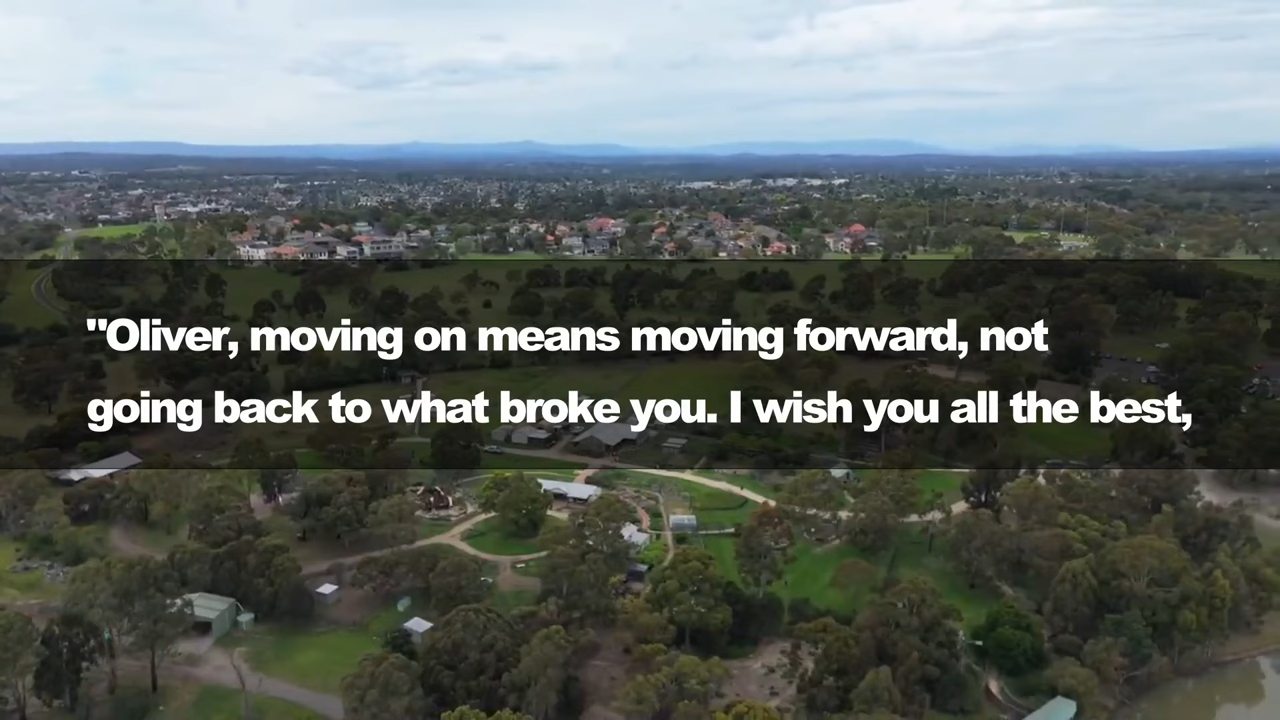 "Oliver, moving on means moving forward, not
going back to what broke you. I wish you all the best,